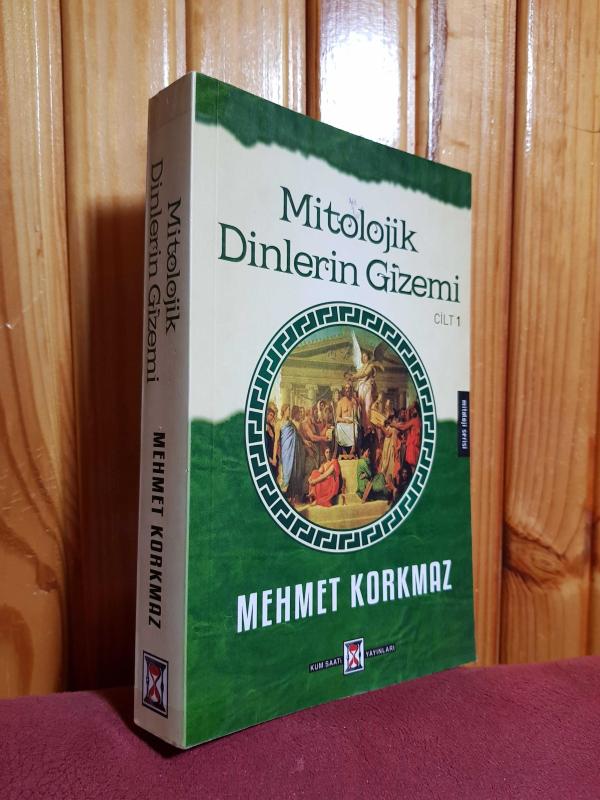 Mitolojik
Dinlerin Gizemi
CİLT 1
mitoloji serisi
MEHMET KORKMAZ
KUM SAATİ YAYINLARI
Mitolojik
Dinlerin Gizemi
MEHMET KORKMAZ